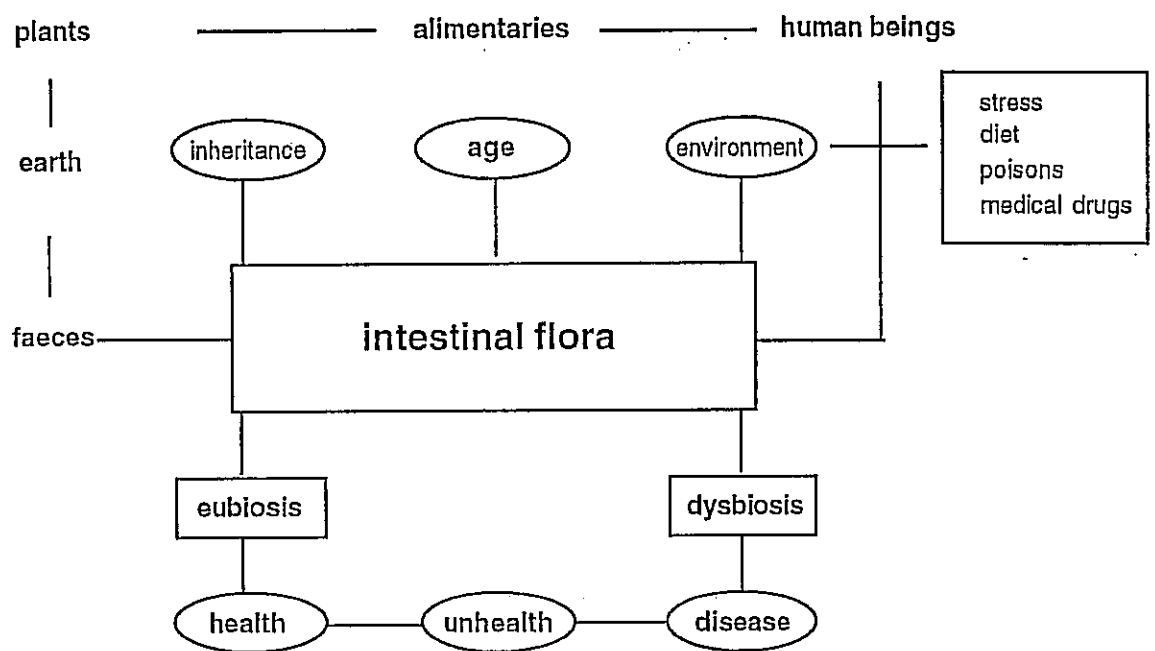 plants
alimentaries
human beings
stress
diet
poisons
medical drugs
inheritance
age
environment
earth
faeces
intestinal flora
eubiosis
dysbiosis
health
unhealth
disease